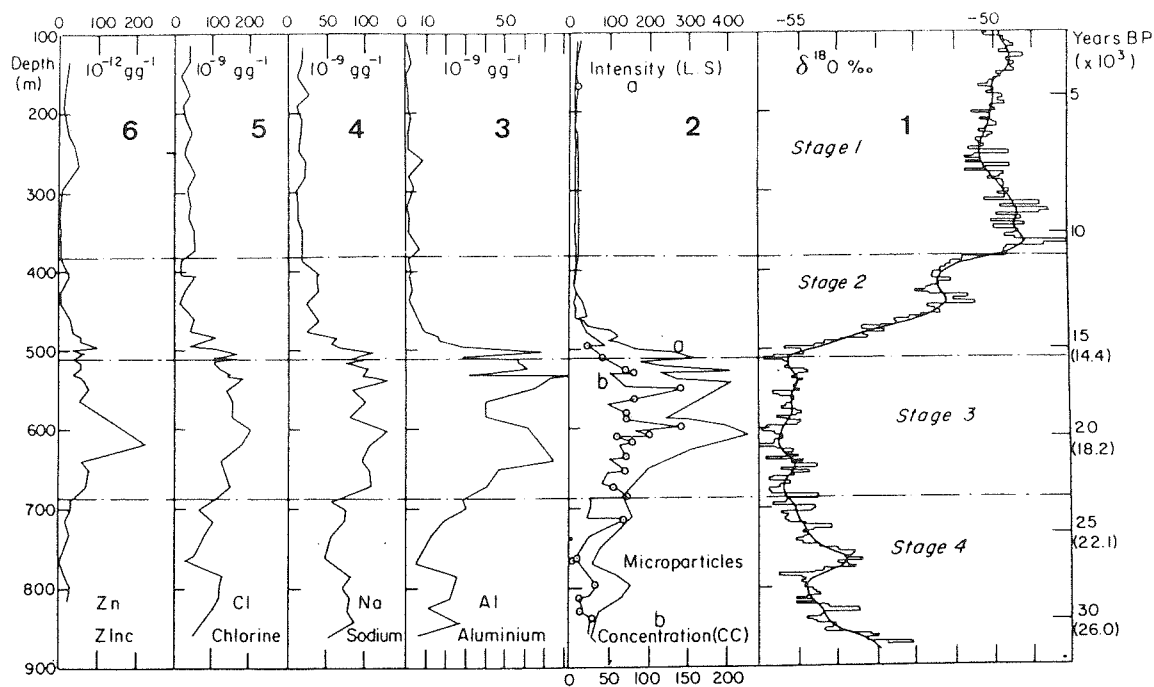 0 100 200
0 100 200
0 50 100
0 10 50
0 100 200 300 400
-55 -50
100
Depth
(m)
200
300
400
500
600
700
800
900
10⁻¹² gg⁻¹
10⁻⁹ gg⁻¹
10⁻⁹ gg⁻¹
10⁻⁹ gg⁻¹
Intensity (L.S)
a
δ ¹⁸O ‰
Years BP
(x 10³)
6
5
4
3
2
1
Stage 1
Stage 2
Stage 3
Stage 4
5
10
15
(14.4)
20
(18.2)
25
(22.1)
30
(26.0)
a
b
Microparticles
b
Concentration(CC)
Zn
Zinc
Cl
Chlorine
Na
Sodium
Al
Aluminium
0 50 100 150 200